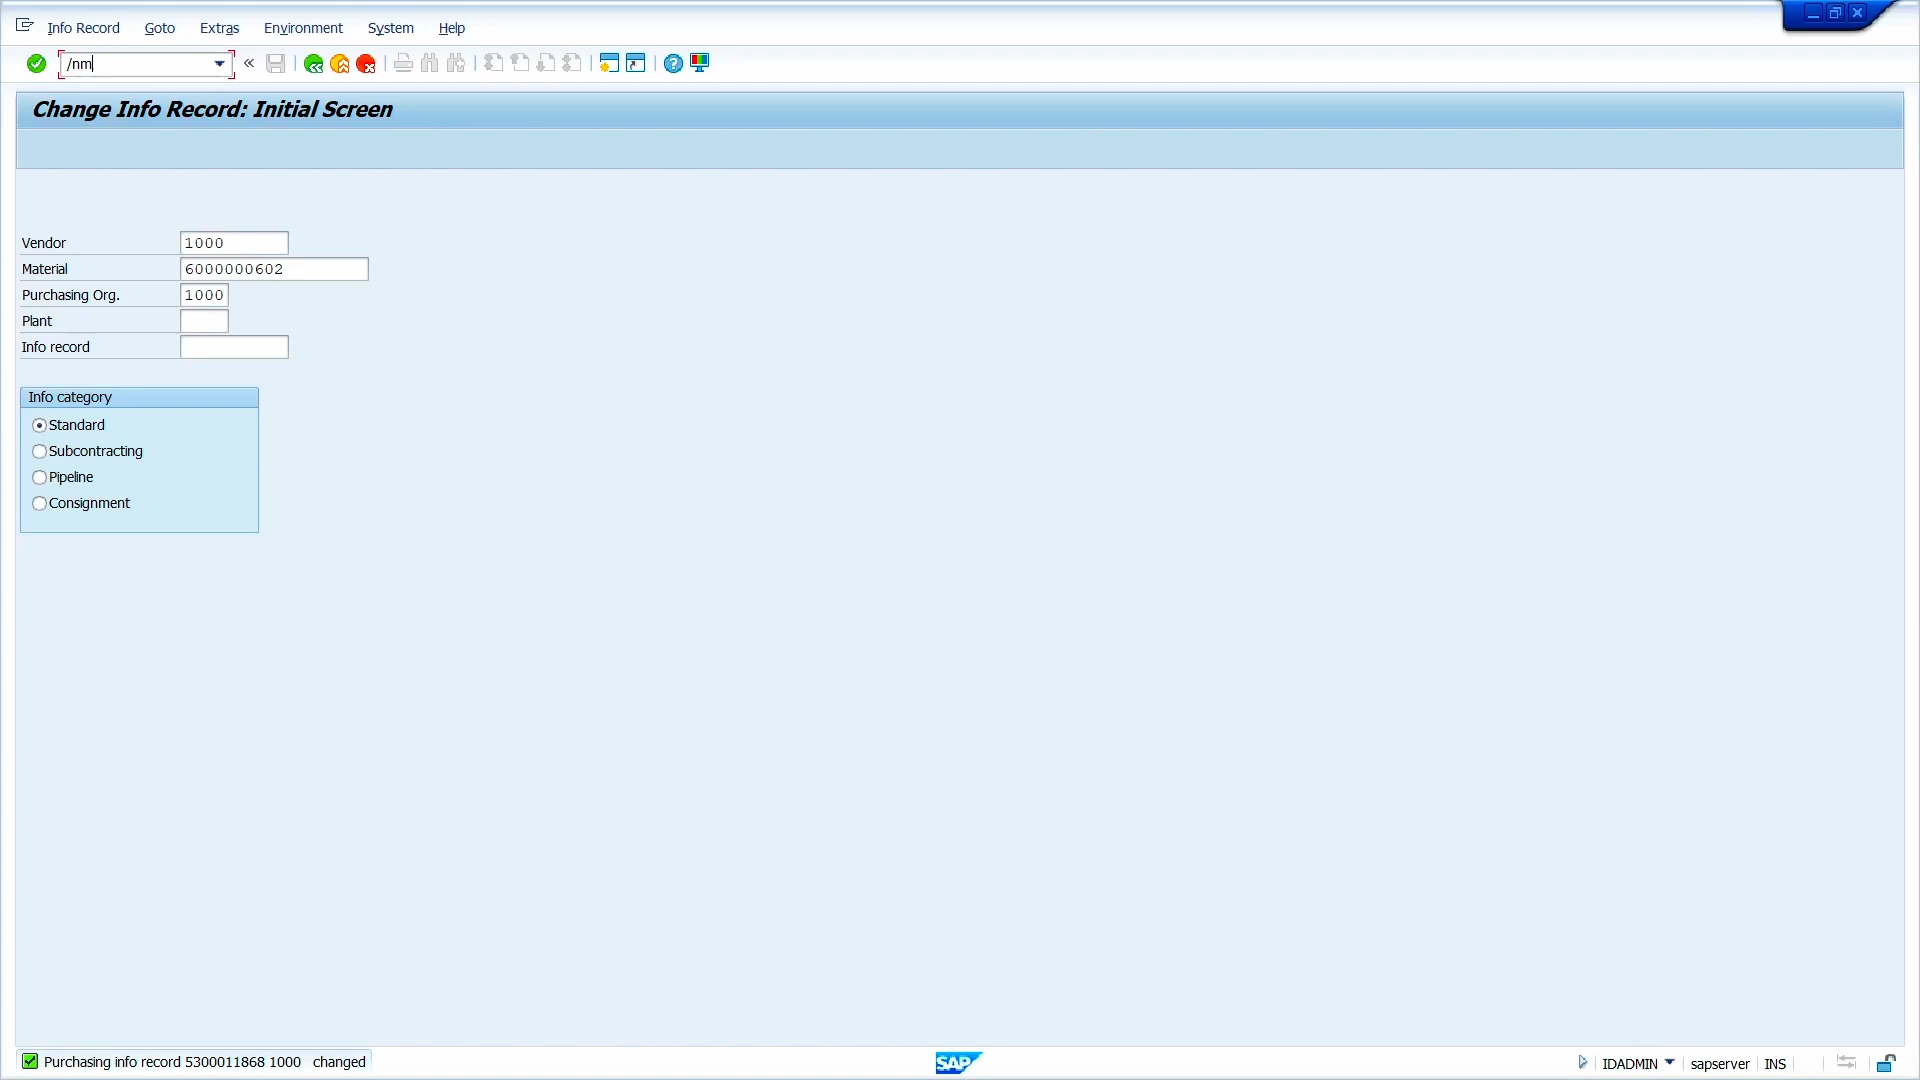 Info Record Goto Extras Environment System Help
/nm
Change Info Record: Initial Screen
Vendor 1000
Material 6000000602
Purchasing Org. 1000
Plant
Info record
Info category
Standard
Subcontracting
Pipeline
Consignment
Purchasing info record 5300011868 1000 changed
SAP
IDADMIN sapserver INS